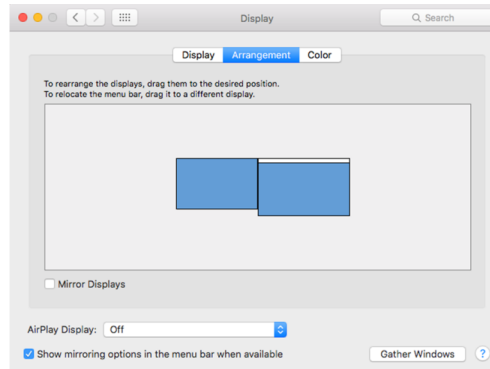 Display
Search
Display Arrangement Color
To rearrange the displays, drag them to the desired position.
To relocate the menu bar, drag it to a different display.
Mirror Displays
AirPlay Display: Off
Show mirroring options in the menu bar when available
Gather Windows ?